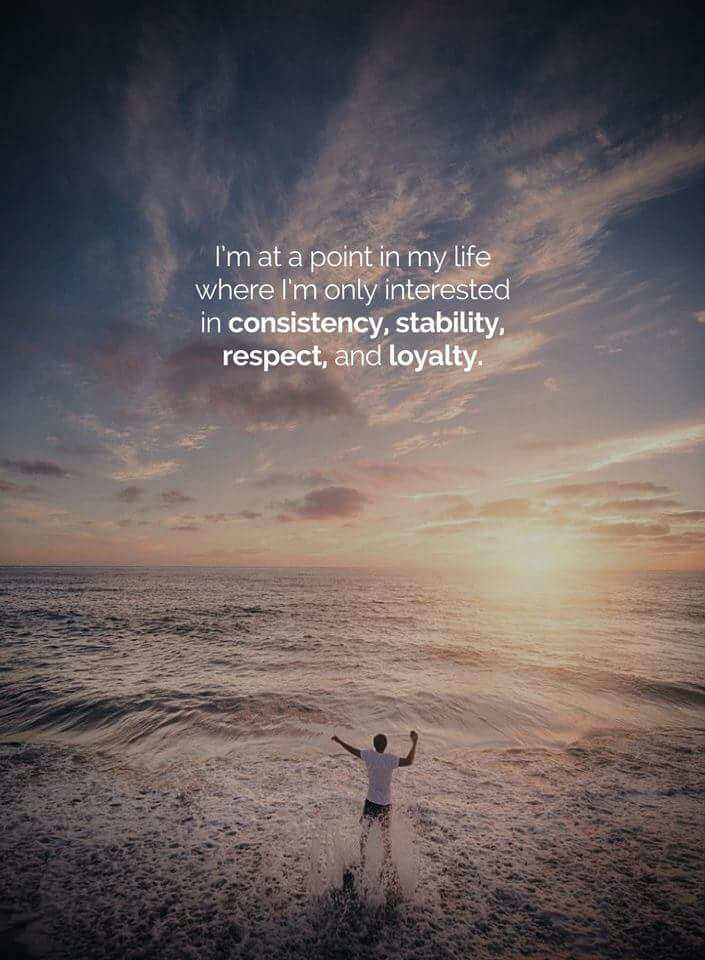 I'm at a point in my life
where I'm only interested
in consistency, stability,
respect, and loyalty.